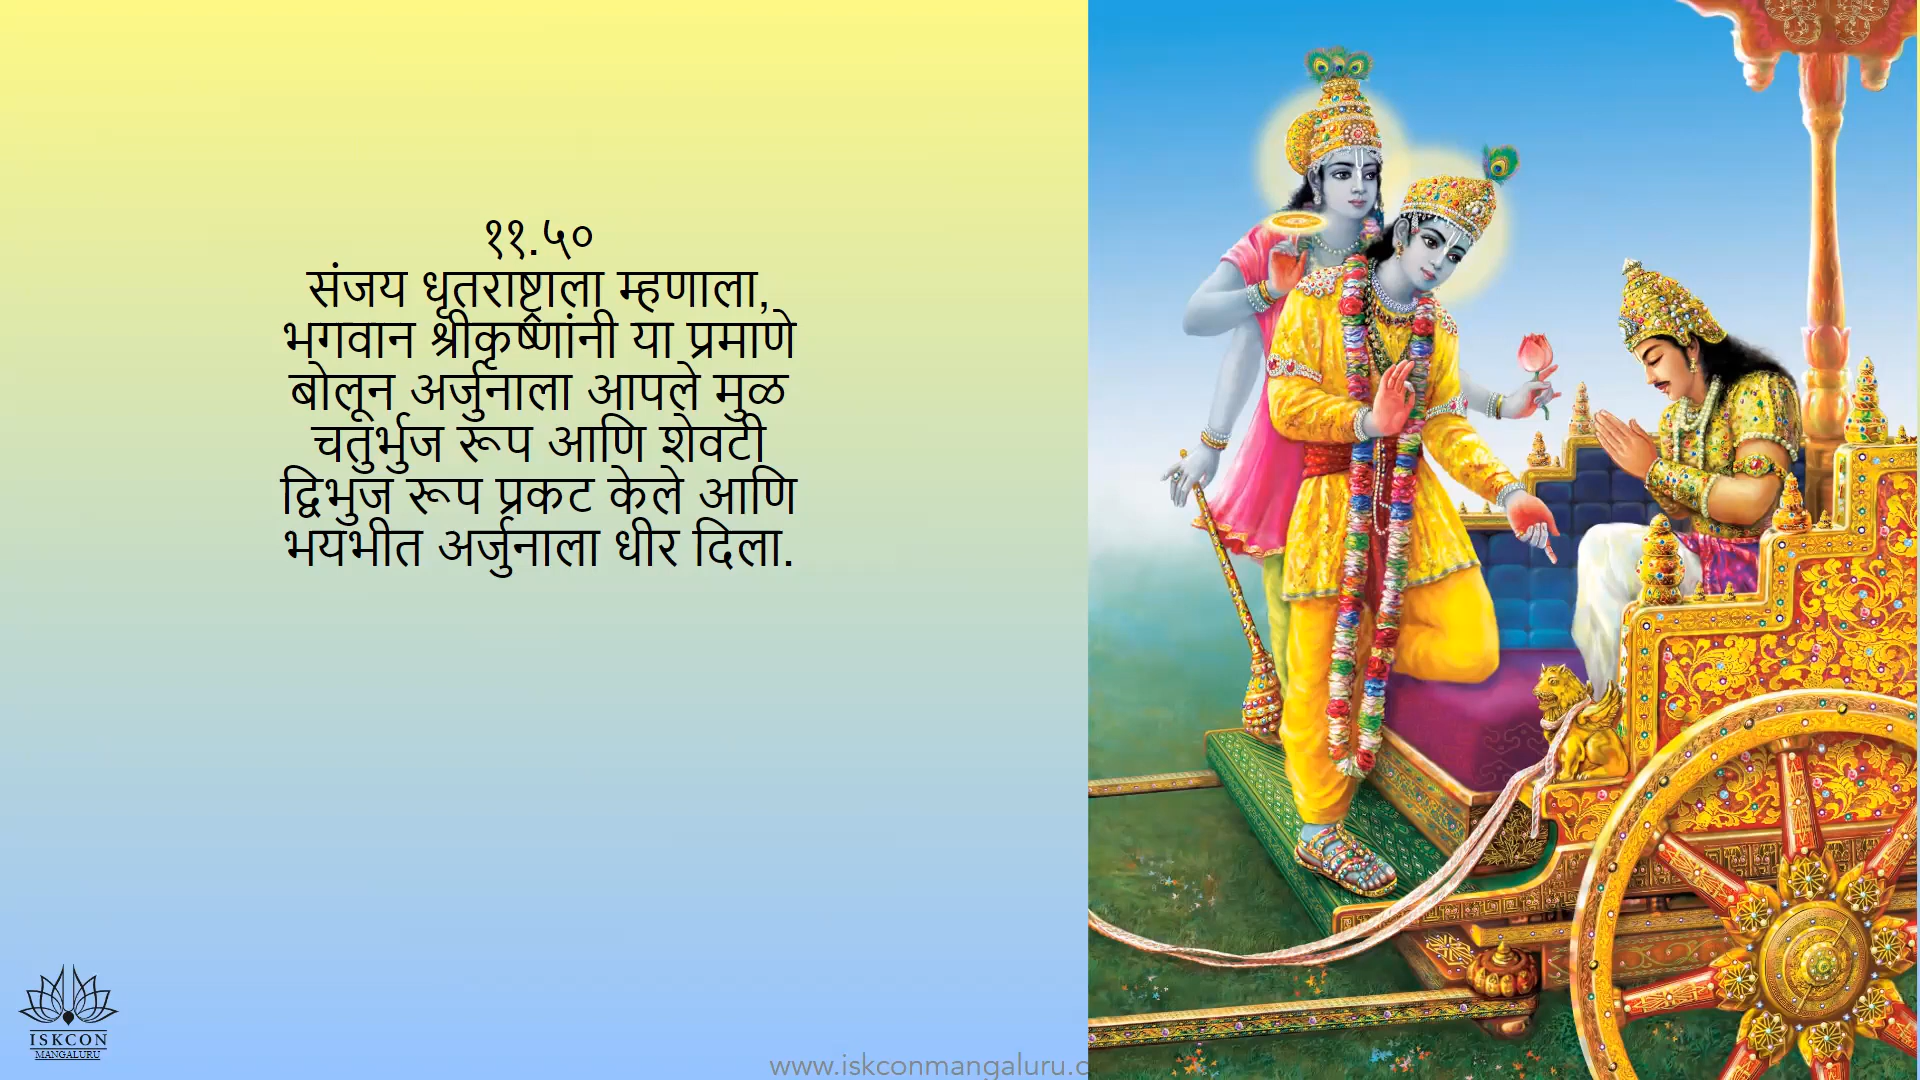 ११.५०
संजय धृतराष्ट्राला म्हणाला,
भगवान श्रीकृष्णांनी या प्रमाणे
बोलून अर्जुनाला आपले मुळ
चतुर्भुज रूप आणि शेवटी
द्विभुज रूप प्रकट केले आणि
भयभीत अर्जुनाला धीर दिला.
ISKCON
MANGALURU
www.iskconmangaluru.c